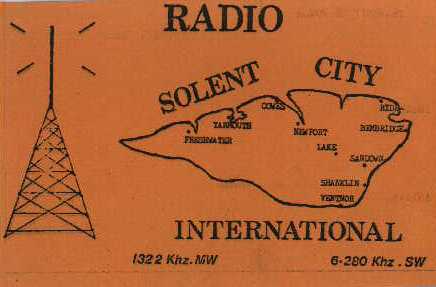 RADIO
SOLENT CITY
COWES
RYDE
YARMOUTH
NEWPORT
BEMBRIDGE
FRESHWATER
LAKE
SANDOWN
SHANKLIN
VENTNOR
INTERNATIONAL
1322 Khz.MW
6·280 Khz.SW